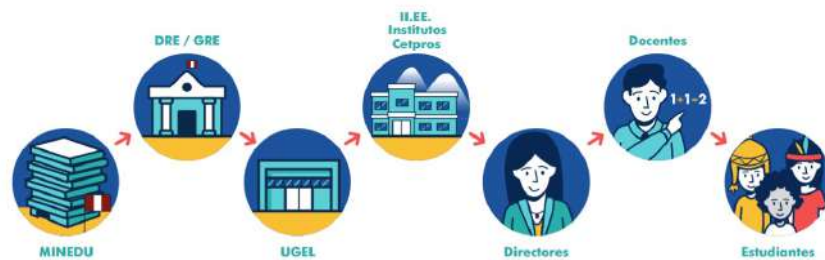 MINEDU
DRE / GRE
UGEL
II.EE.
Institutos
Cetpros
Directores
Docentes
1+1=2
Estudiantes